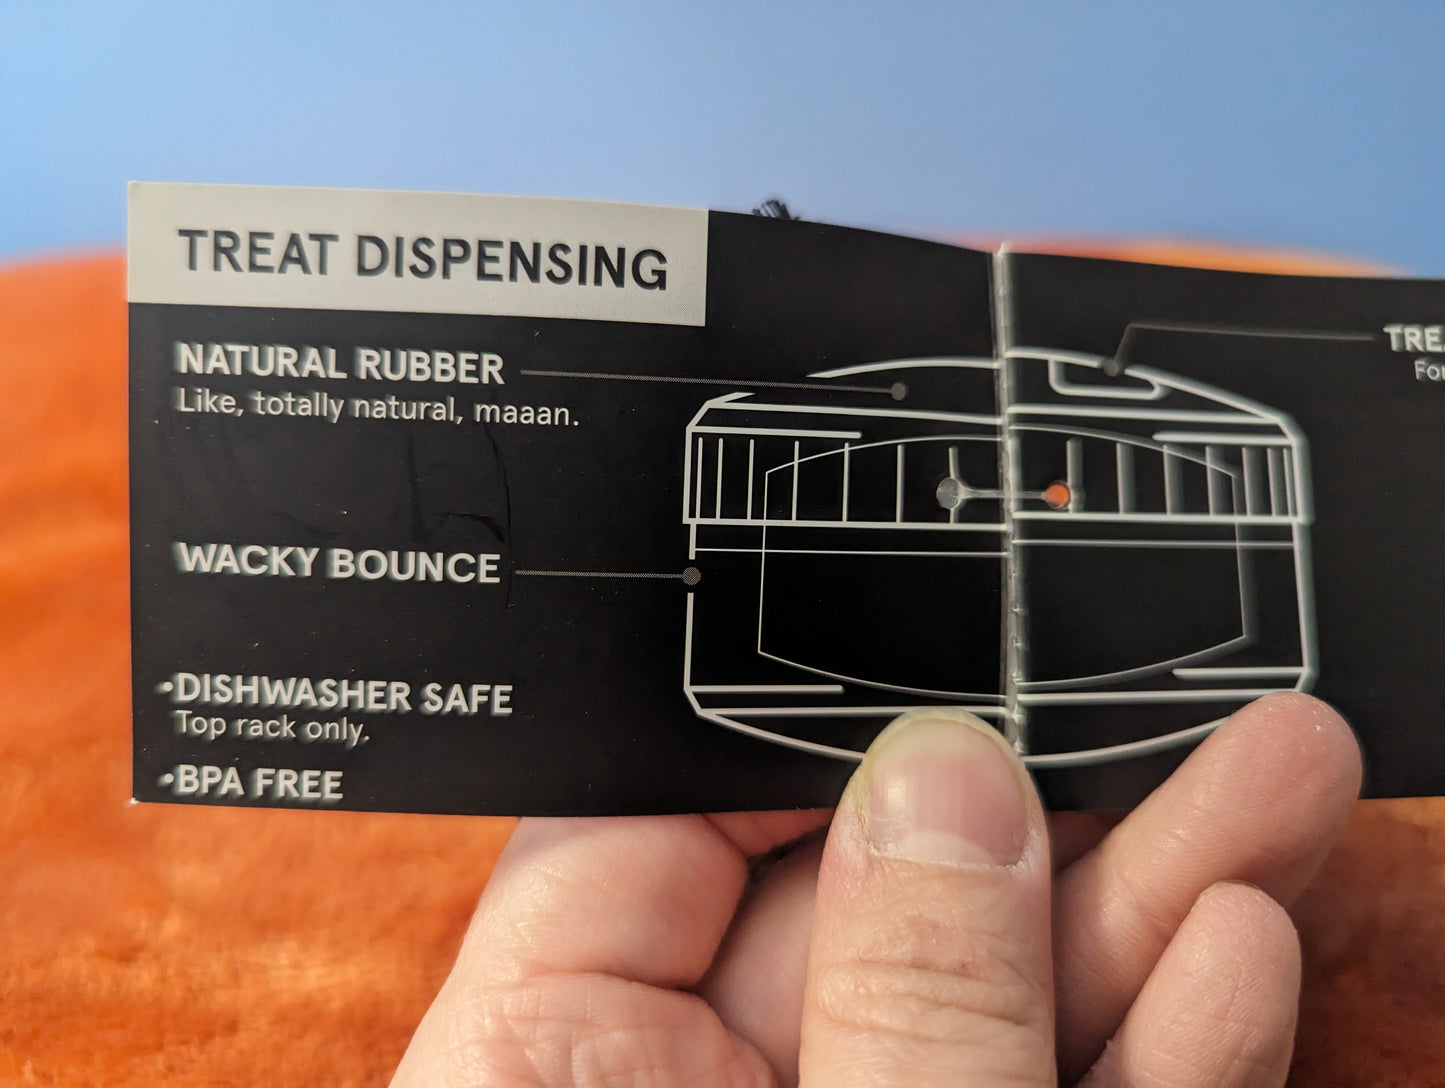 TREAT DISPENSING
NATURAL RUBBER
Like, totally natural, maaan.
WACKY BOUNCE
•DISHWASHER SAFE
Top rack only.
•BPA FREE